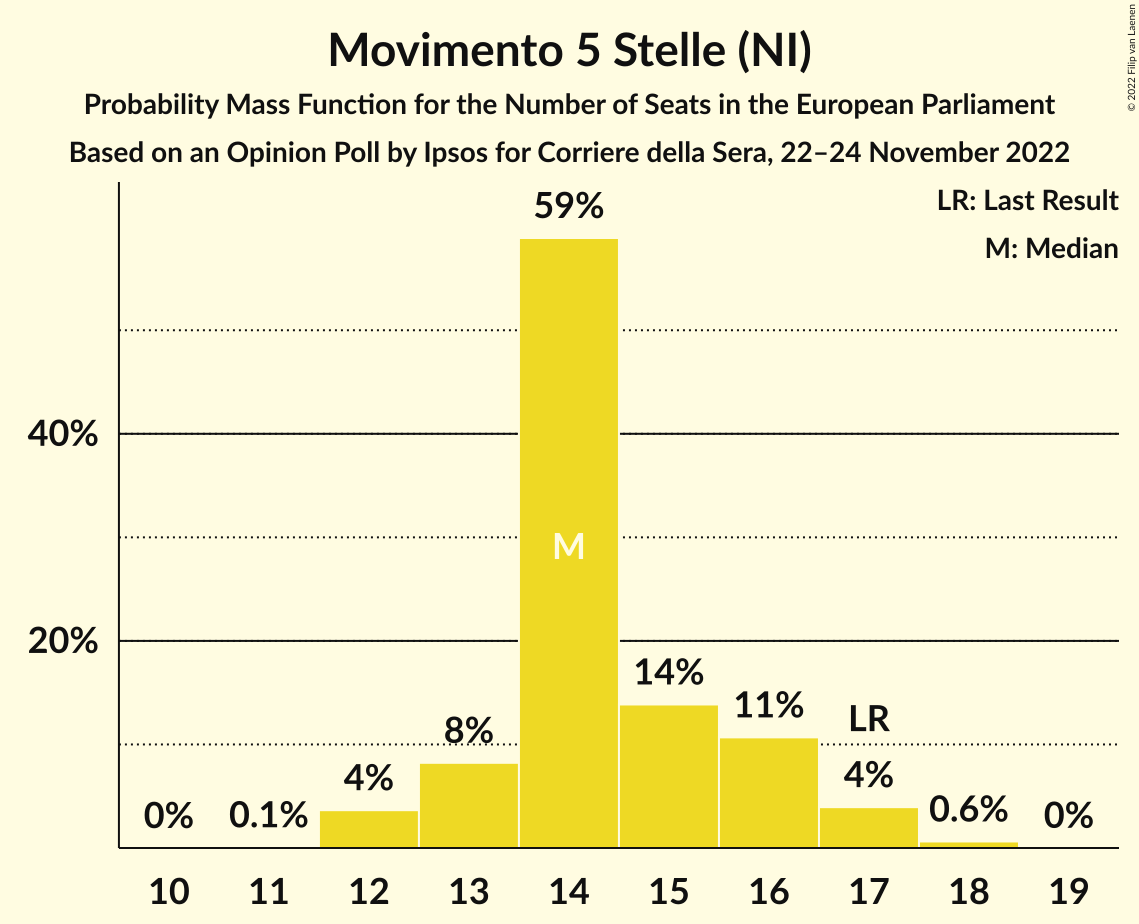 Movimento 5 Stelle (NI)
Probability Mass Function for the Number of Seats in the European Parliament
Based on an Opinion Poll by Ipsos for Corriere della Sera, 22–24 November 2022
© 2022 Filip van Laenen
LR: Last Result
M: Median
59%
40%
M
20%
14%
11%
LR
8%
4%
4%
0%
0.1%
0.6%
0%
10 11 12 13 14 15 16 17 18 19